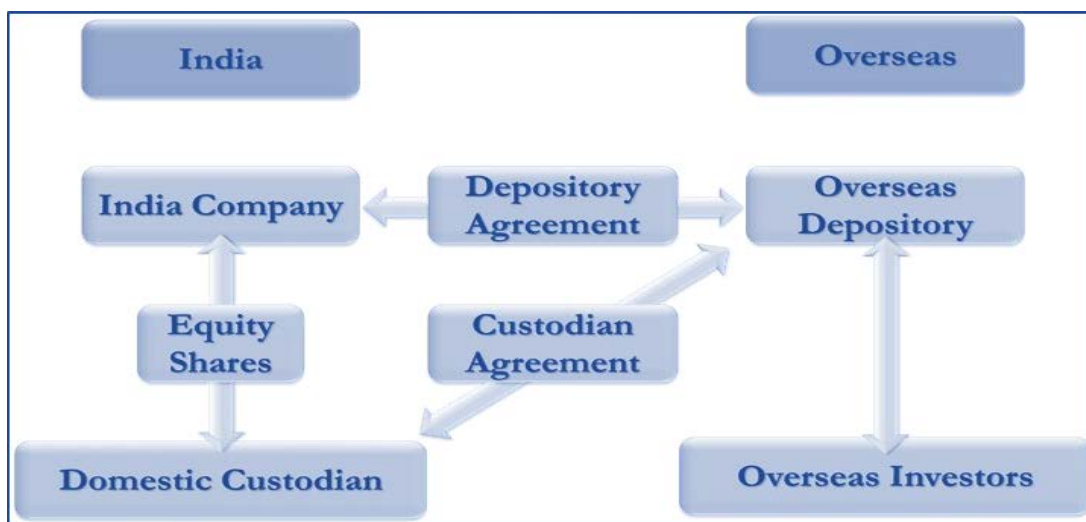 India
Overseas
India Company
Depository
Agreement
Overseas
Depository
Equity
Shares
Custodian
Agreement
Domestic Custodian
Overseas Investors